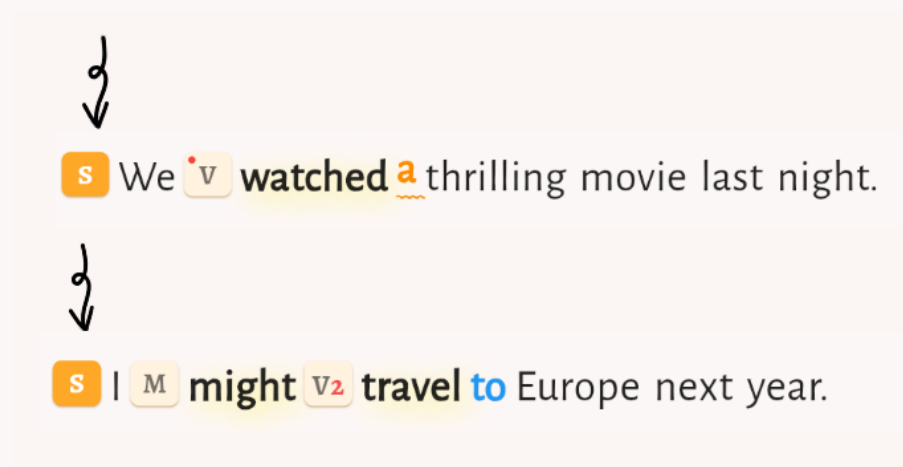 S We V watched a thrilling movie last night.
S I M might V2 travel to Europe next year.